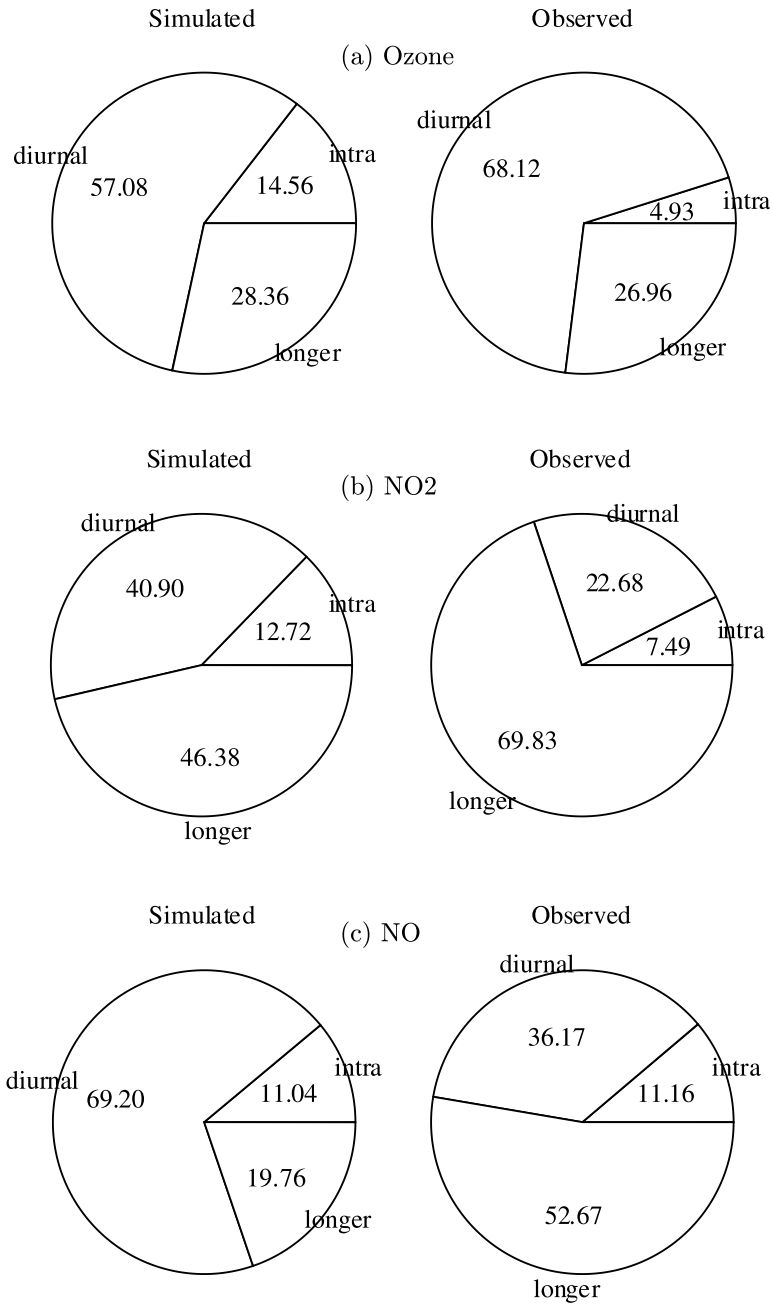 Simulated
Observed
(a) Ozone
diurnal
57.08
intra
14.56
28.36
longer
diurnal
68.12
intra
4.93
26.96
longer
Simulated
Observed
(b) NO2
diurnal
40.90
intra
12.72
46.38
longer
diurnal
22.68
intra
7.49
69.83
longer
Simulated
Observed
(c) NO
diurnal
69.20
intra
11.04
19.76
longer
diurnal
36.17
intra
11.16
52.67
longer